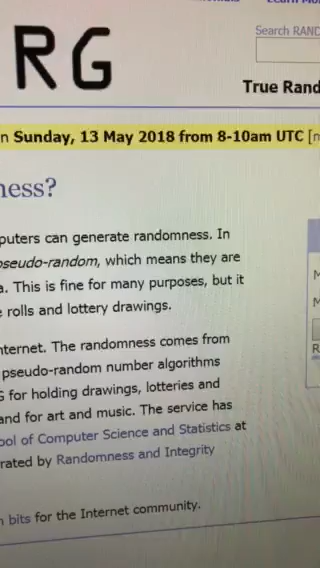 RG
Search RAND
True Rand
n Sunday, 13 May 2018 from 8-10am UTC [
ness?
puters can generate randomness. In
pseudo-random, which means they are
a. This is fine for many purposes, but it
e rolls and lottery drawings.
M
M
R
nternet. The randomness comes from
pseudo-random number algorithms
G for holding drawings, lotteries and
and for art and music. The service has
ool of Computer Science and Statistics at
rated by Randomness and Integrity
n bits for the Internet community.